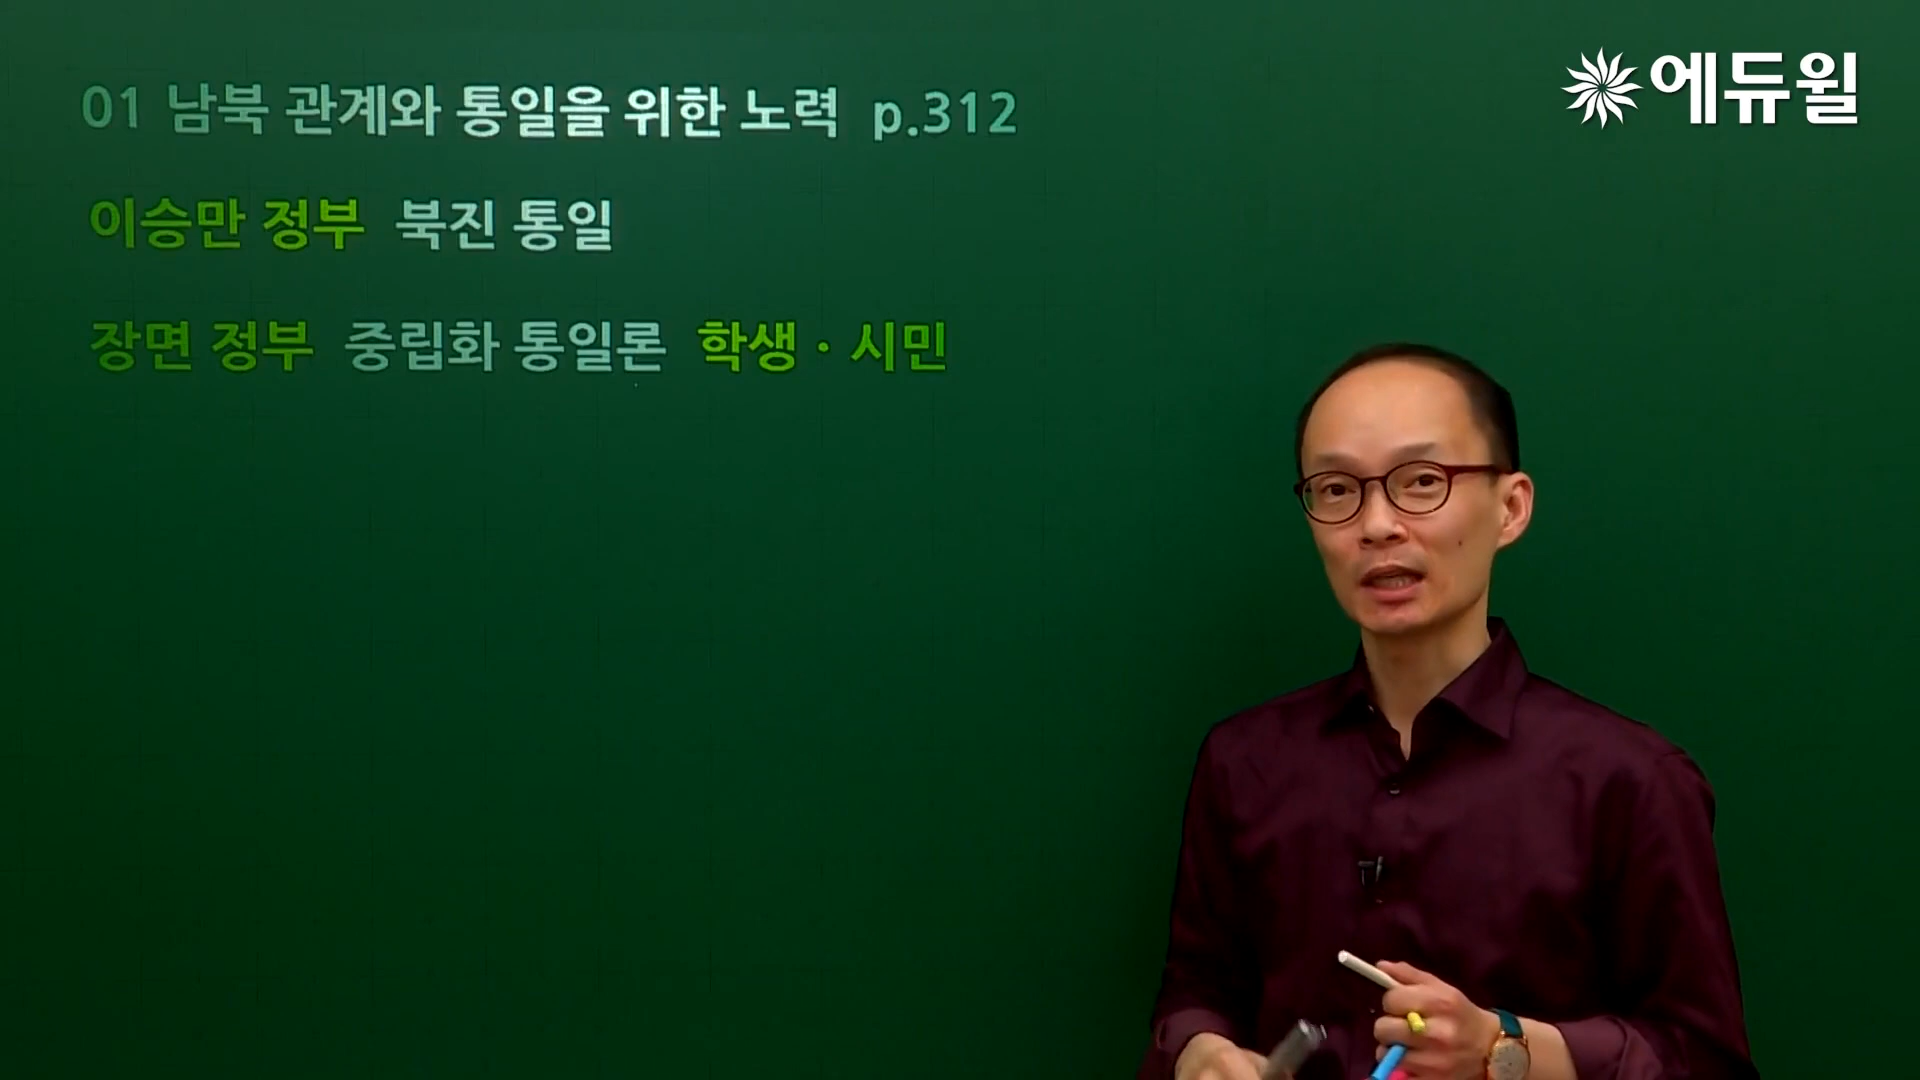 에듀윌
01 남북 관계와 통일을 위한 노력 p.312
이승만 정부 북진 통일
장면 정부 중립화 통일론 학생·시민